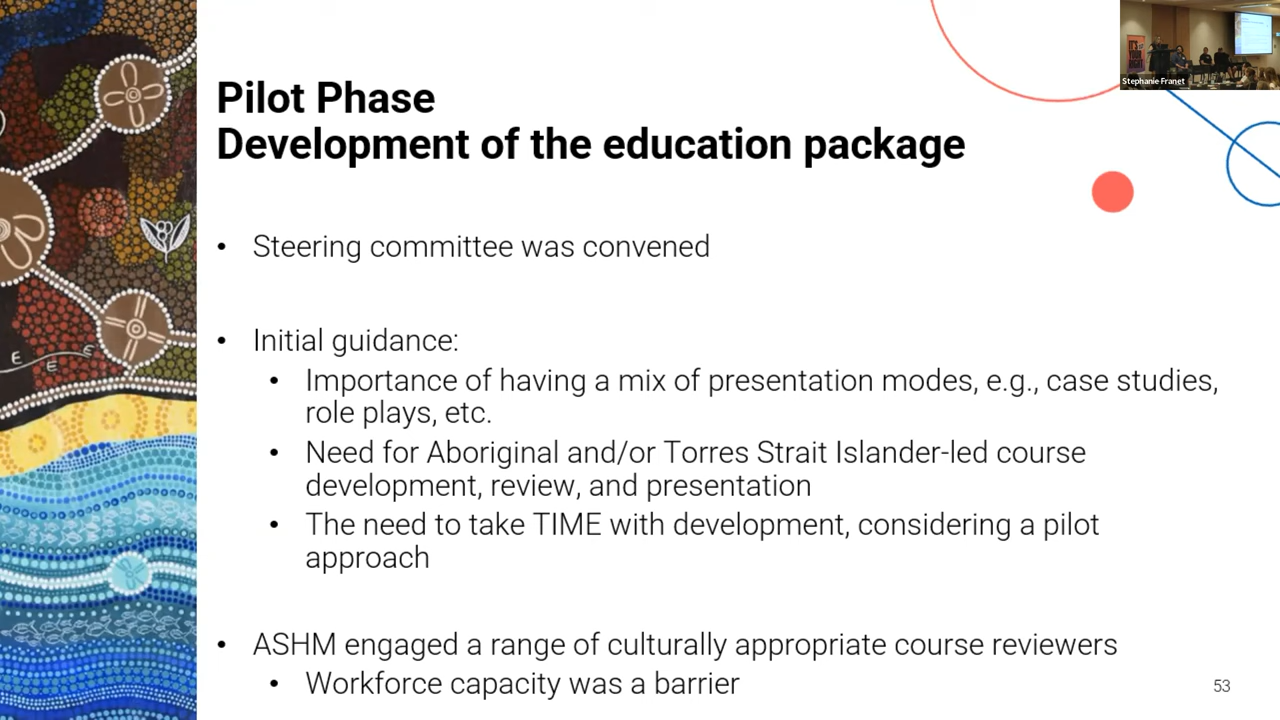 Stephanie Franet
Pilot Phase
Development of the education package
• Steering committee was convened
• Initial guidance:
• Importance of having a mix of presentation modes, e.g., case studies,
role plays, etc.
• Need for Aboriginal and/or Torres Strait Islander-led course
development, review, and presentation
• The need to take TIME with development, considering a pilot
approach
• ASHM engaged a range of culturally appropriate course reviewers
• Workforce capacity was a barrier
53